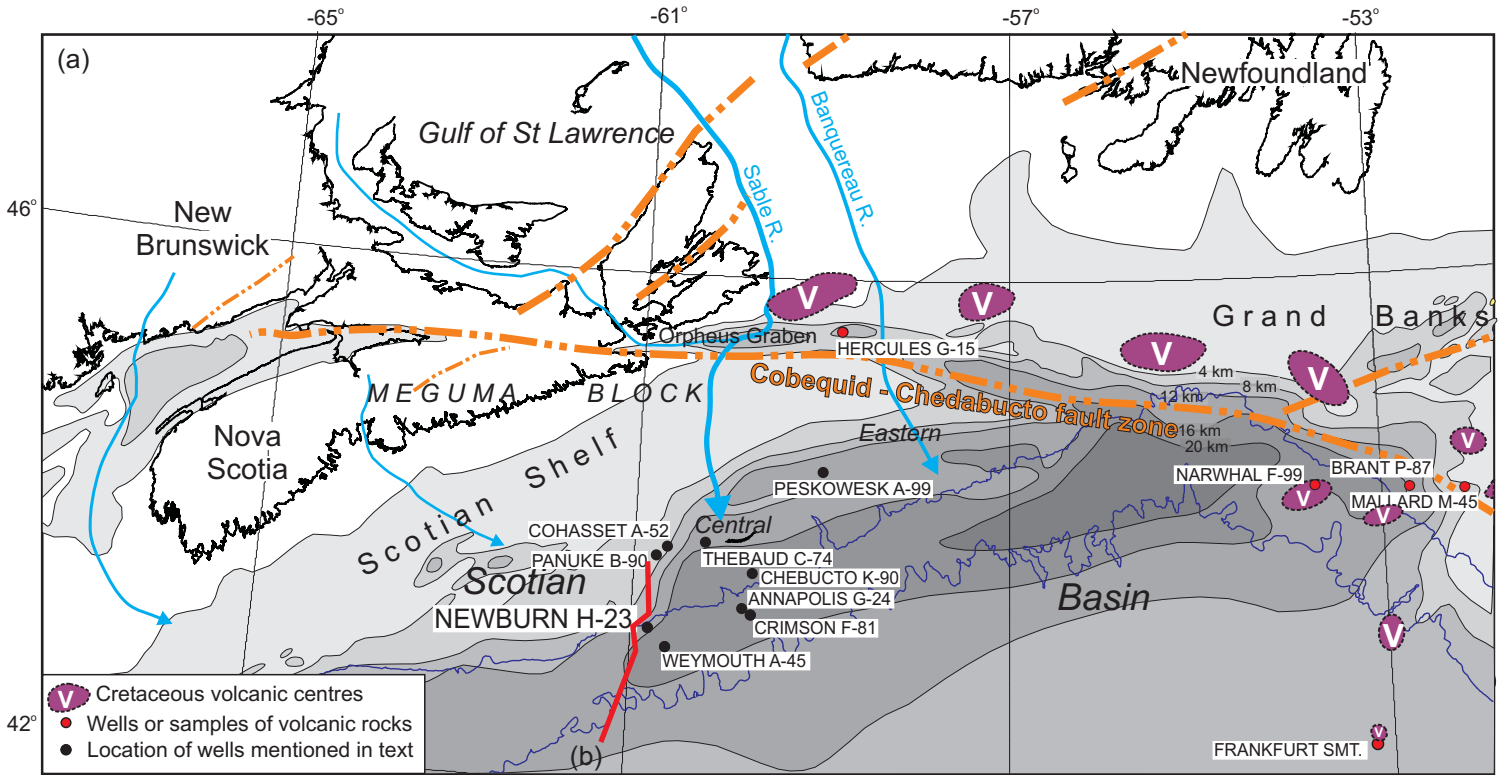 -65°
-61°
-57°
-53°
(a)
Newfoundland
Gulf of St Lawrence
Banquereau R.
Sable R.
46°
New
Brunswick
V
V
Grand Banks
Orpheus Graben
HERCULES G-15
V
V
4 km
8 km
12 km
16 km
20 km
MEGUMA BLOCK
Cobequid - Chedabucto fault zone
Eastern
Nova
Scotia
Scotian Shelf
V
PESKOWESK A-99
NARWHAL F-99
BRANT P-87
MALLARD M-45
V
V
Central
COHASSET A-52
PANUKE B-90
THEBAUD C-74
CHEBUCTO K-90
Scotian
Basin
ANNAPOLIS G-24
NEWBURN H-23
CRIMSON F-81
V
WEYMOUTH A-45
V Cretaceous volcanic centres
Wells or samples of volcanic rocks
Location of wells mentioned in text
42°
(b)
V
FRANKFURT SMT.